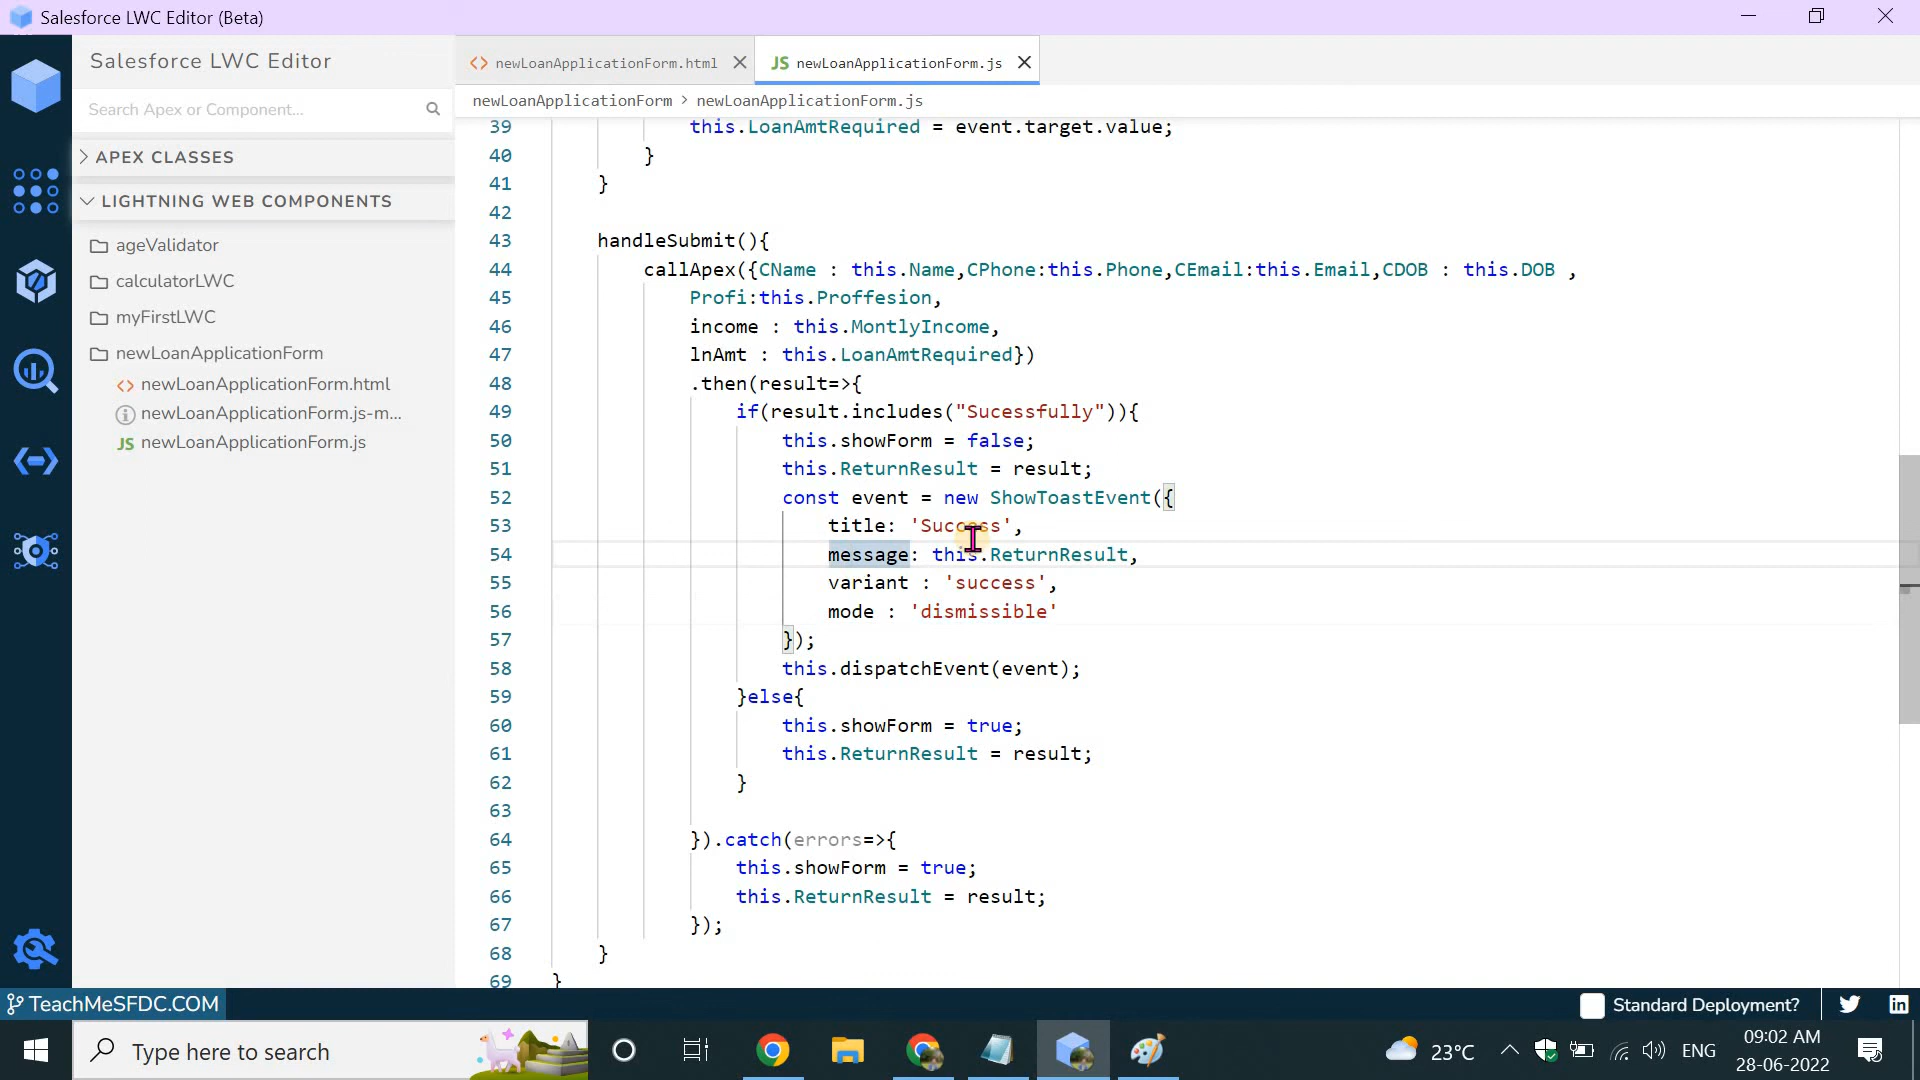 Salesforce LWC Editor (Beta)
Salesforce LWC Editor
Search Apex or Component...
APEX CLASSES
LIGHTNING WEB COMPONENTS
ageValidator
calculatorLWC
myFirstLWC
newLoanApplicationForm
<> newLoanApplicationForm.html
newLoanApplicationForm.js-m...
JS newLoanApplicationForm.js
<> newLoanApplicationForm.html
JS newLoanApplicationForm.js
newLoanApplicationForm > newLoanApplicationForm.js
39 this.LoanAmtRequired = event.target.value;
40 }
41 }
42
43 handleSubmit(){
44 callApex({CName : this.Name,CPhone:this.Phone,CEmail:this.Email,CDOB : this.DOB ,
45 Profi:this.Proffesion,
46 income : this.MontlyIncome,
47 lnAmt : this.LoanAmtRequired})
48 .then(result=>{
49 if(result.includes("Sucessfully")){
50 this.showForm = false;
51 this.ReturnResult = result;
52 const event = new ShowToastEvent({
53 title: 'Success',
54 message: this.ReturnResult,
55 variant : 'success',
56 mode : 'dismissible'
57 });
58 this.dispatchEvent(event);
59 }else{
60 this.showForm = true;
61 this.ReturnResult = result;
62 }
63
64 }).catch(errors=>{
65 this.showForm = true;
66 this.ReturnResult = result;
67 });
68 }
69 }
TeachMeSFDC.COM
Standard Deployment?
Type here to search
23°C
ENG
09:02 AM
28-06-2022